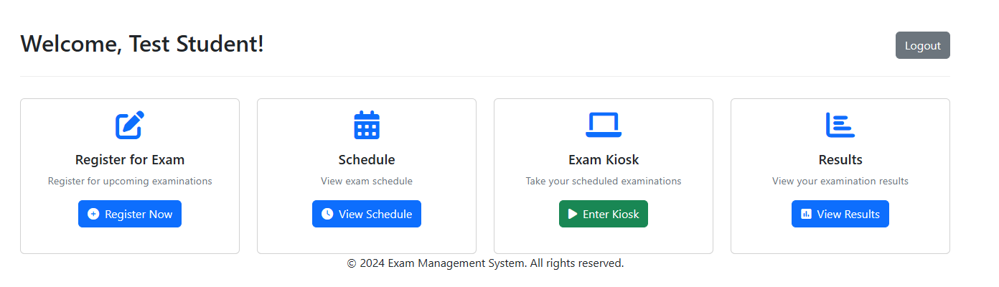 Welcome, Test Student!
Logout
Register for Exam
Register for upcoming examinations
Register Now
Schedule
View exam schedule
View Schedule
Exam Kiosk
Take your scheduled examinations
Enter Kiosk
Results
View your examination results
View Results
© 2024 Exam Management System. All rights reserved.